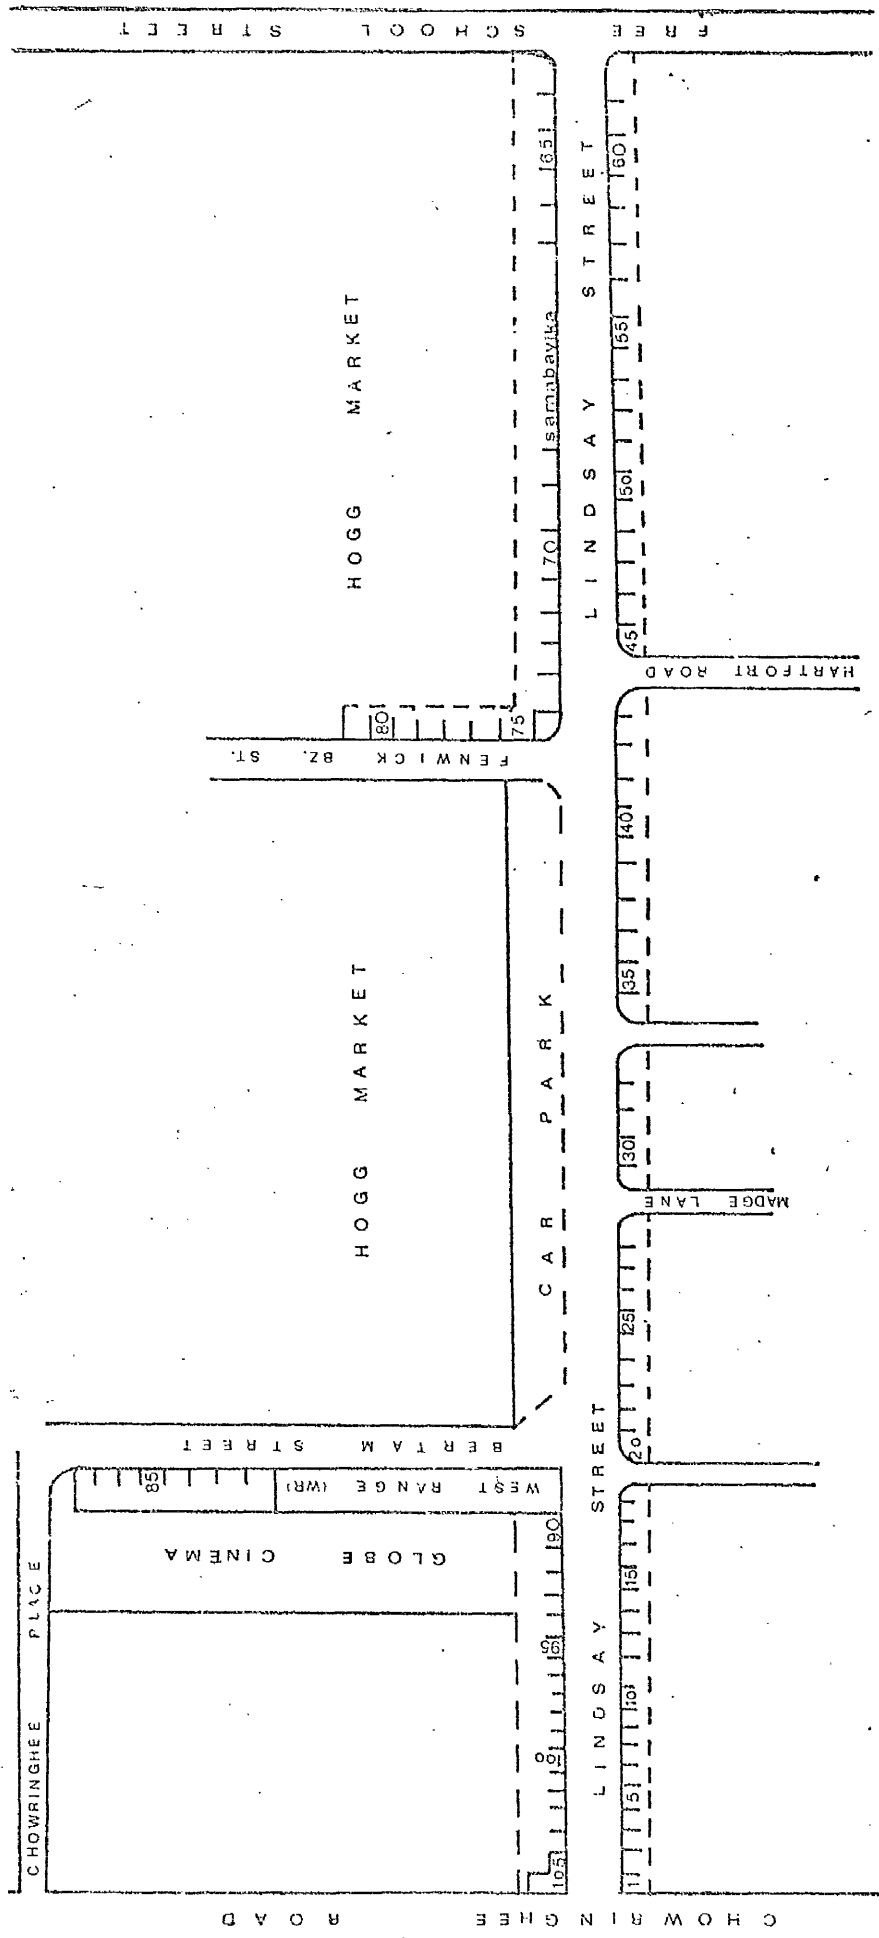 FREE SCHOOL STREET
HOGG MARKET
65
60
LINDSAY STREET
samabayika
55
50
70
45
HARTFORT ROAD
80
75
FENWICK BZ. ST.
40
HOGG MARKET
CAR PARK
35
30
MADGE LANE
25
20
BERTAM STREET
WEST RANGE (WR)
85
GLOBE CINEMA
CHOWRINGHEE PLACE
90
95
100
105
LINDSAY STREET
15
10
5
1
CHOWRINGHEE ROAD